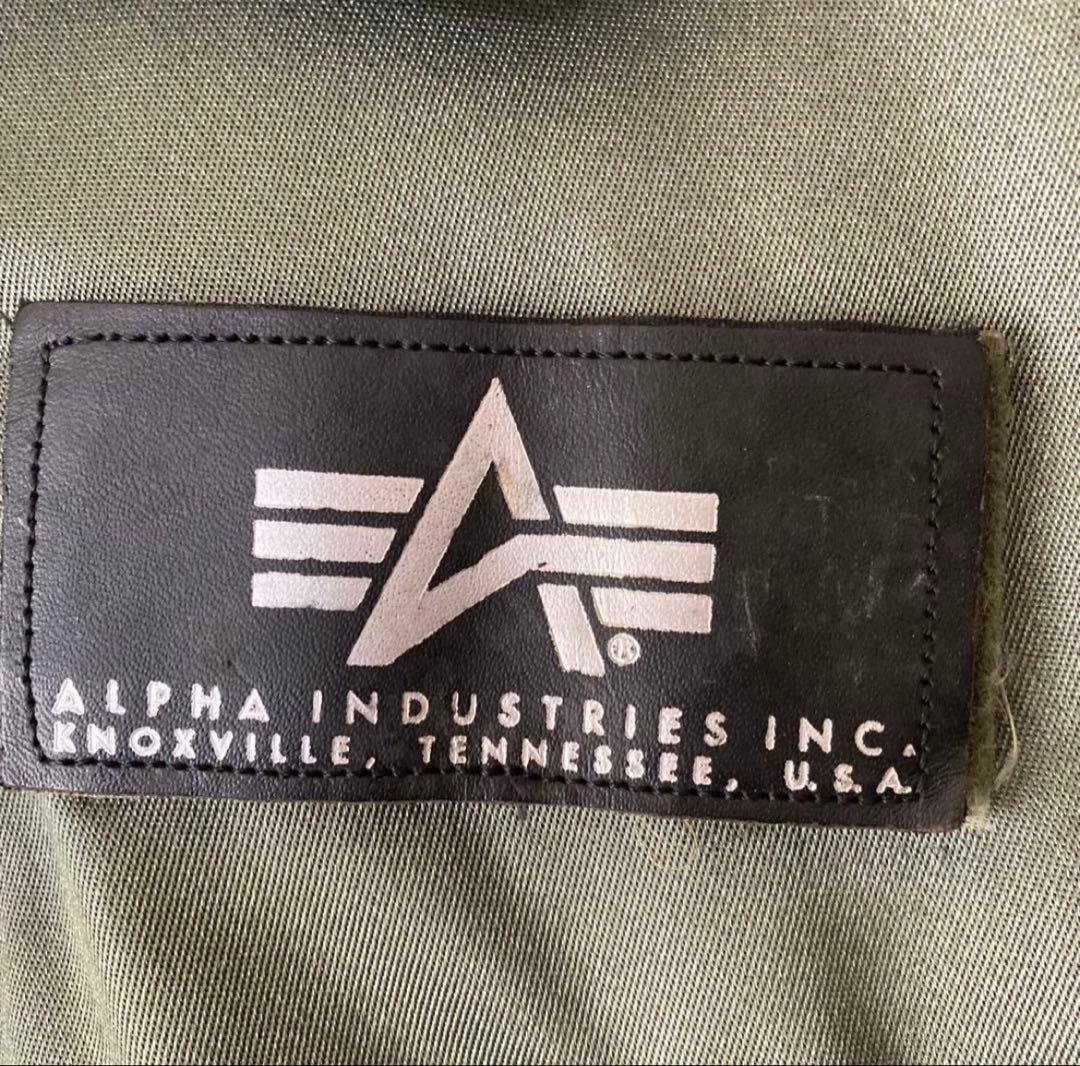 ®
ALPHA INDUSTRIES INC.
KNOXVILLE, TENNESSEE, U.S.A.